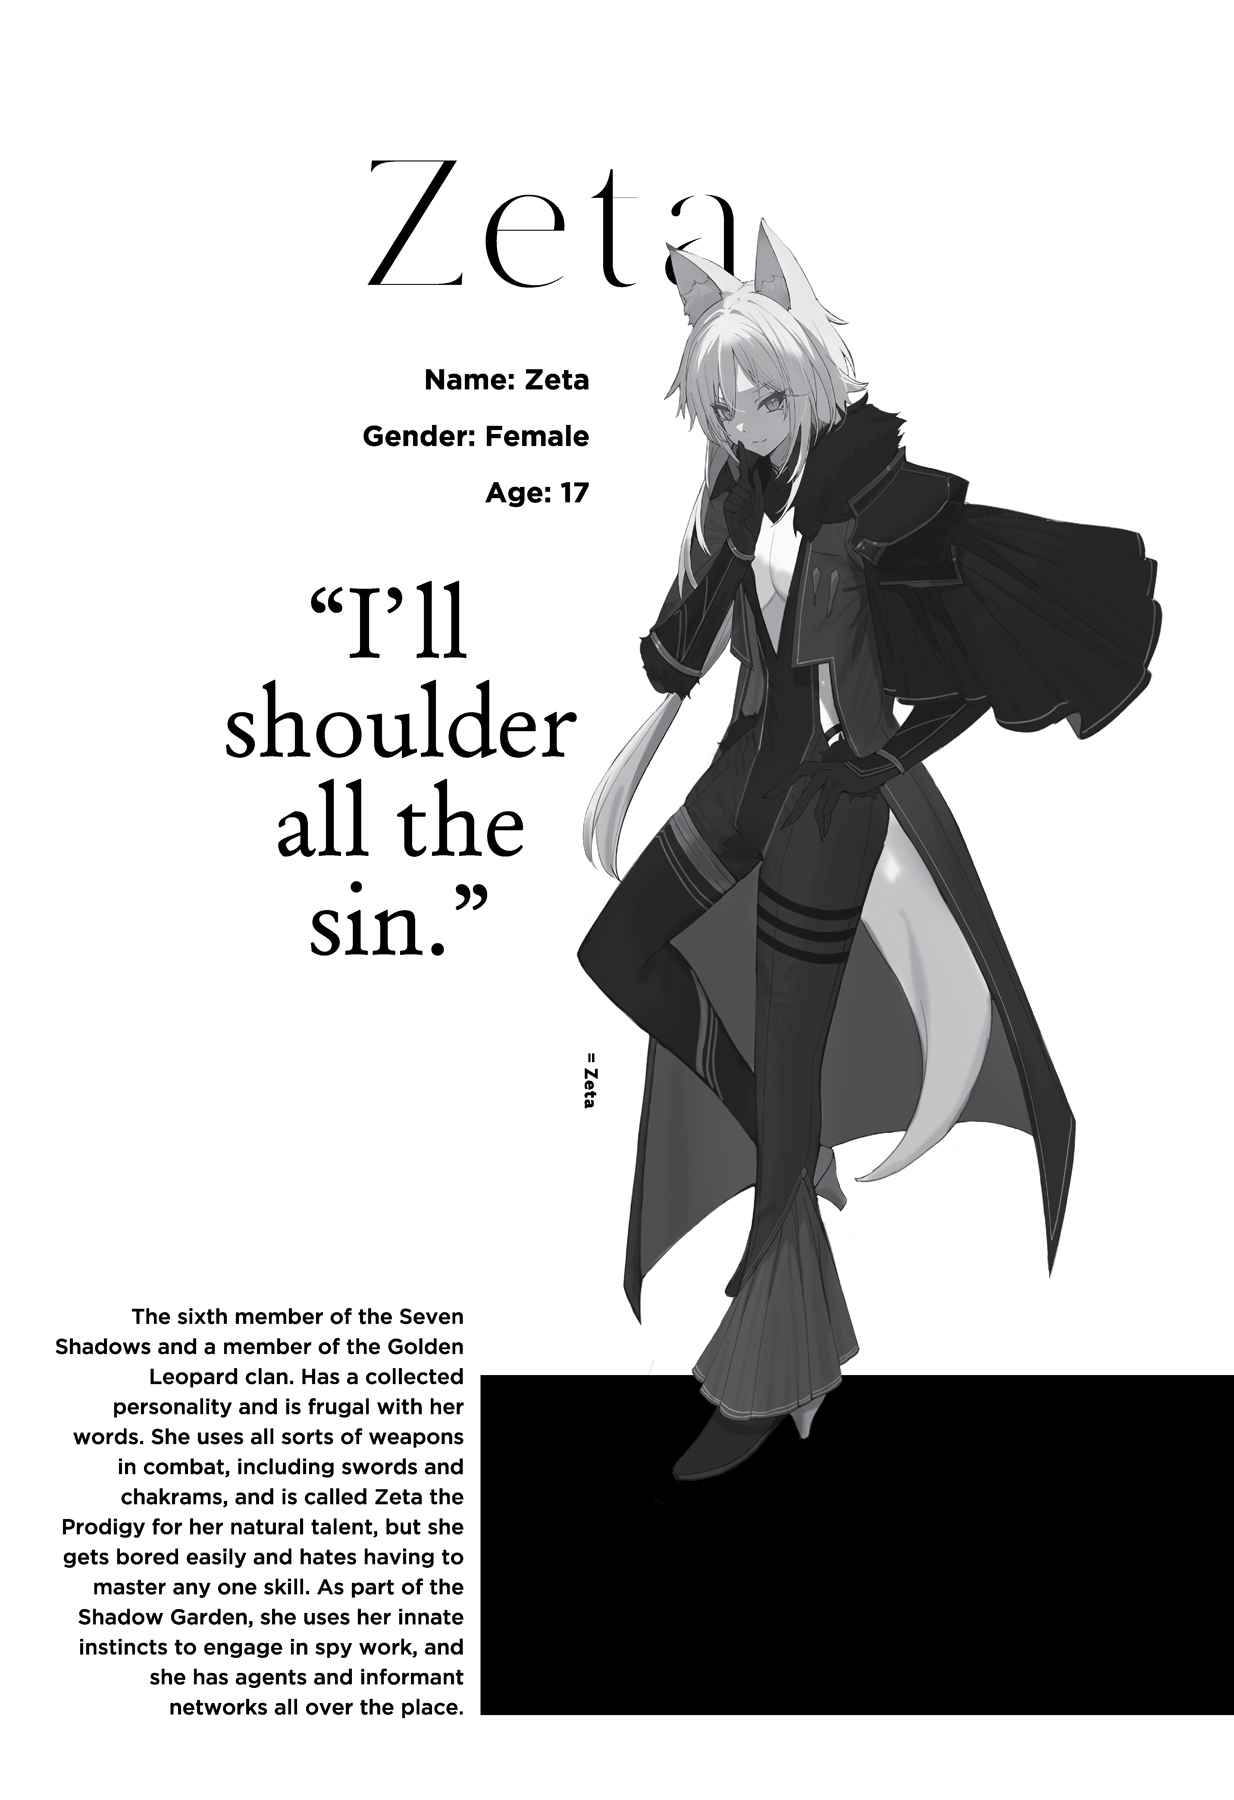 Zeta
Name: Zeta
Gender: Female
Age: 17
“I’ll
shoulder
all the
sin.”
= Zeta
The sixth member of the Seven
Shadows and a member of the Golden
Leopard clan. Has a collected
personality and is frugal with her
words. She uses all sorts of weapons
in combat, including swords and
chakrams, and is called Zeta the
Prodigy for her natural talent, but she
gets bored easily and hates having to
master any one skill. As part of the
Shadow Garden, she uses her innate
instincts to engage in spy work, and
she has agents and informant
networks all over the place.